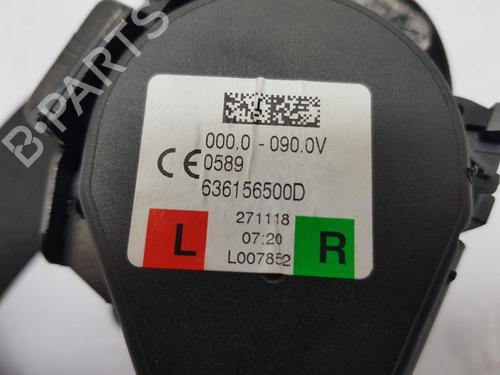 000.0 - 090.0V
CE 0589
636156500D
271118
L 07:20 R
L007852
B-PARTS